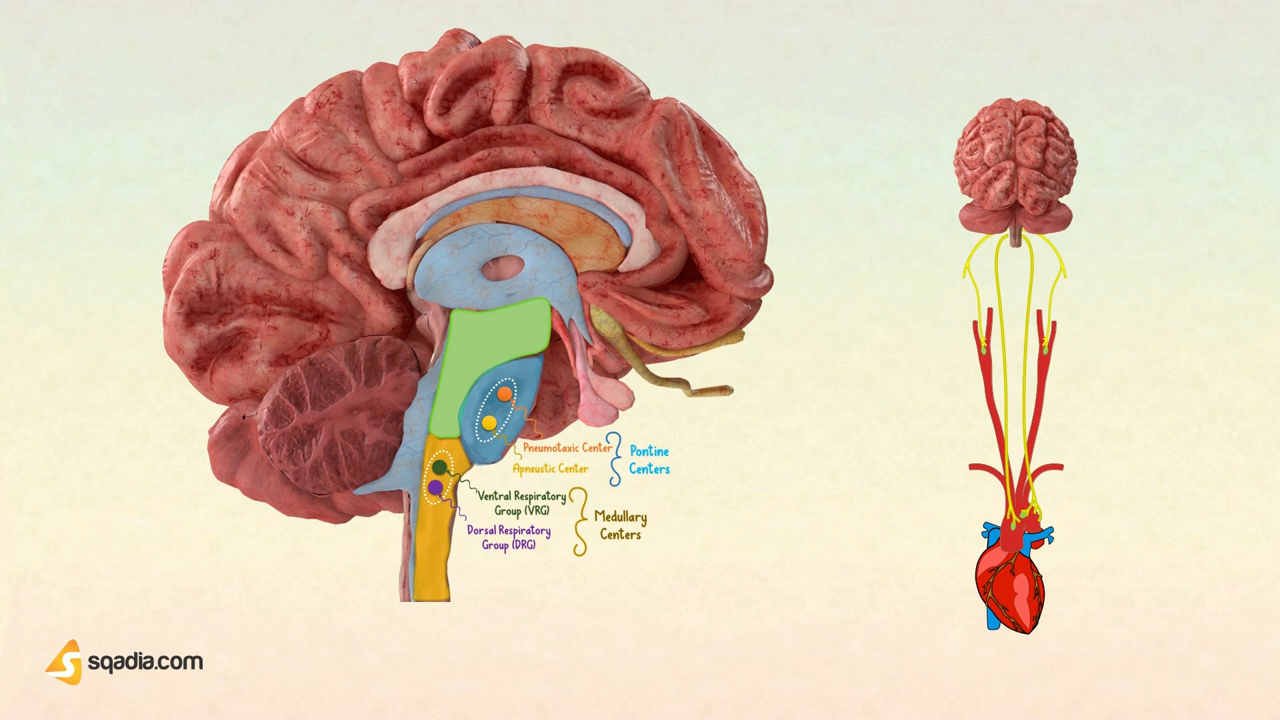 Pneumotaxic Center
Apneustic Center
Pontine
Centers
Ventral Respiratory
Group (VRG)
Dorsal Respiratory
Group (DRG)
Medullary
Centers
sqadia.com